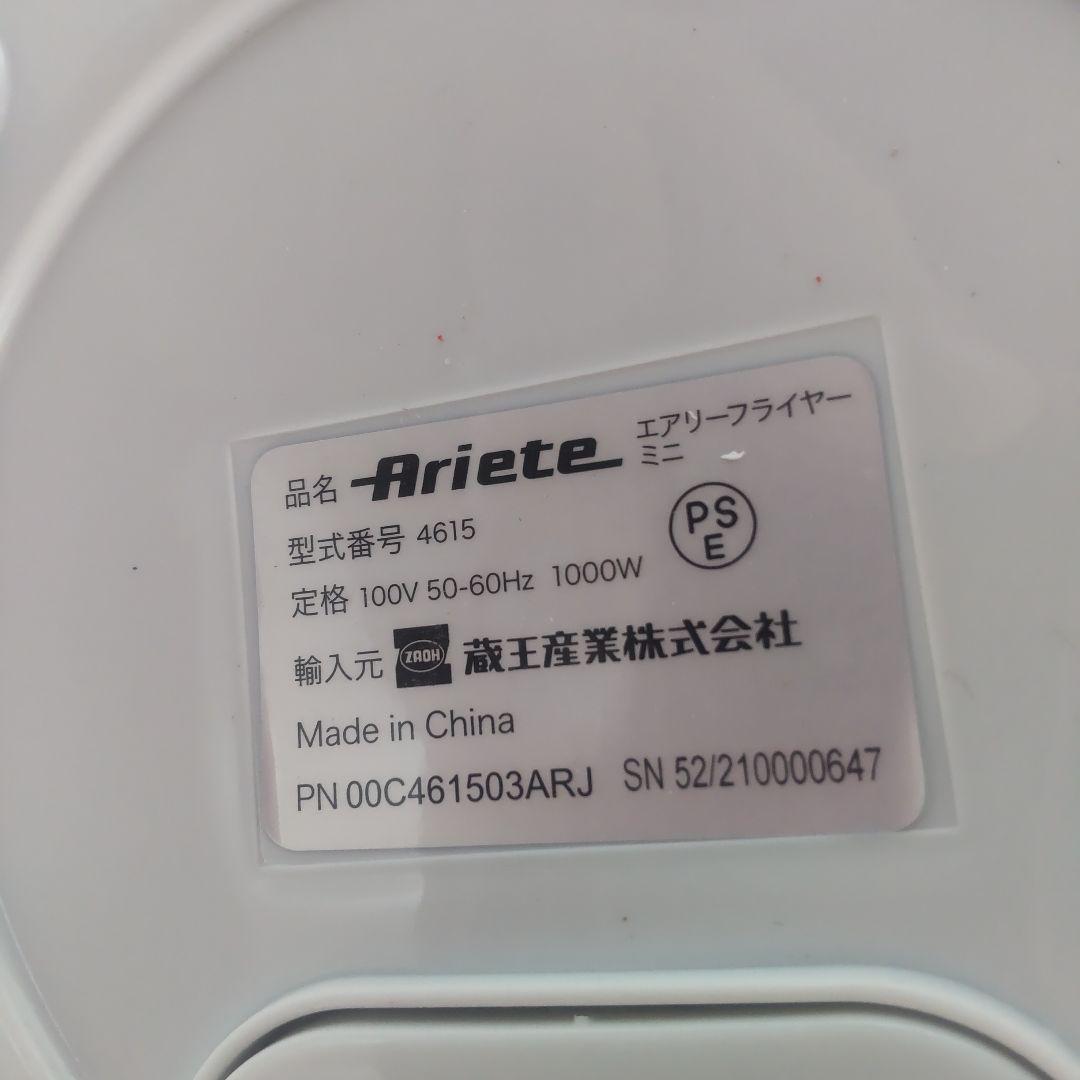 品名 Ariete エアリーフライヤー
ミニ
PS
E
型式番号 4615
定格 100V 50-60Hz 1000W
輸入元 ZAOH 蔵王産業株式会社
Made in China
PN 00C461503ARJ SN 52/210000647